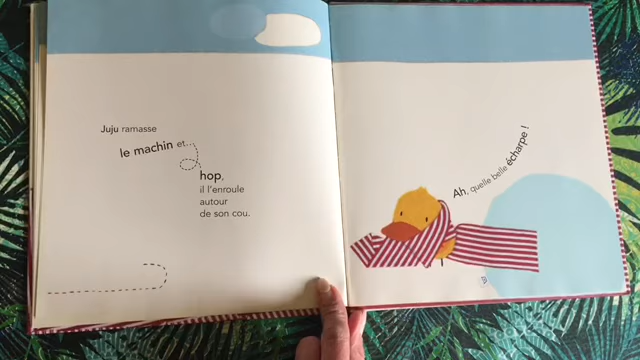 Juju ramasse
le machin et...
hop,
il l'enroule
autour
de son cou.
Ah, quelle belle écharpe !